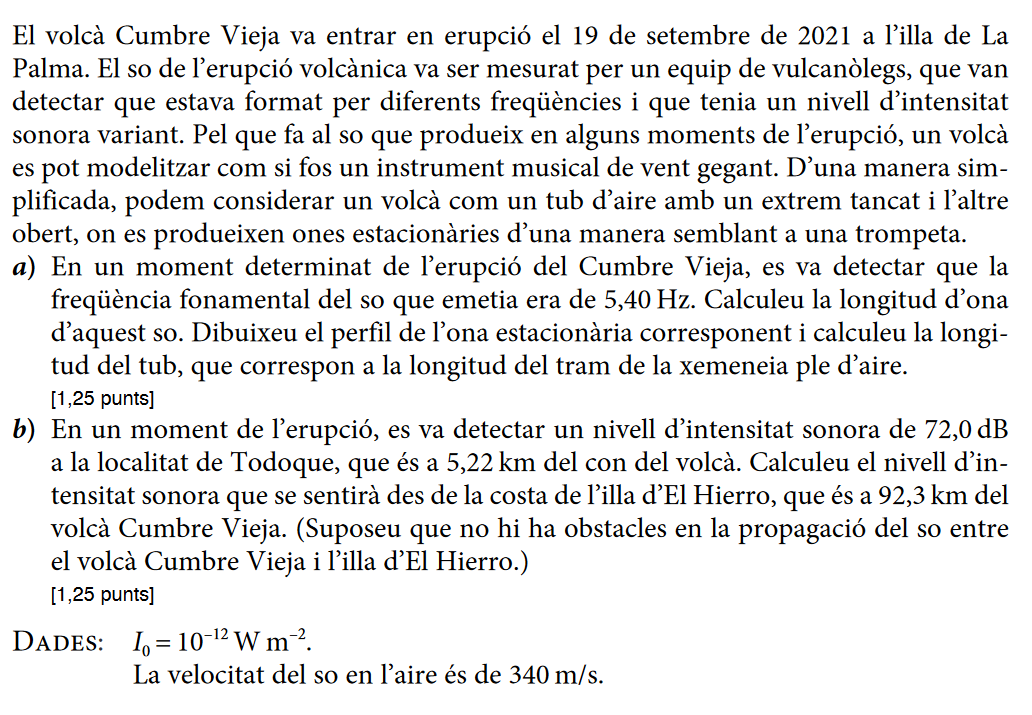 El volcà Cumbre Vieja va entrar en erupció el 19 de setembre de 2021 a l’illa de La
Palma. El so de l’erupció volcànica va ser mesurat per un equip de vulcanòlegs, que van
detectar que estava format per diferents freqüències i que tenia un nivell d’intensitat
sonora variant. Pel que fa al so que produeix en alguns moments de l’erupció, un volcà
es pot modelitzar com si fos un instrument musical de vent gegant. D’una manera sim-
plificada, podem considerar un volcà com un tub d’aire amb un extrem tancat i l’altre
obert, on es produeixen ones estacionàries d’una manera semblant a una trompeta.
a) En un moment determinat de l’erupció del Cumbre Vieja, es va detectar que la
freqüència fonamental del so que emetia era de 5,40 Hz. Calculeu la longitud d’ona
d’aquest so. Dibuixeu el perfil de l’ona estacionària corresponent i calculeu la longi-
tud del tub, que correspon a la longitud del tram de la xemeneia ple d’aire.
[1,25 punts]
b) En un moment de l’erupció, es va detectar un nivell d’intensitat sonora de 72,0 dB
a la localitat de Todoque, que és a 5,22 km del con del volcà. Calculeu el nivell d’in-
tensitat sonora que se sentirà des de la costa de l’illa d’El Hierro, que és a 92,3 km del
volcà Cumbre Vieja. (Suposeu que no hi ha obstacles en la propagació del so entre
el volcà Cumbre Vieja i l’illa d’El Hierro.)
[1,25 punts]
DADES: I₀ = 10⁻¹² W m⁻².
La velocitat del so en l’aire és de 340 m/s.